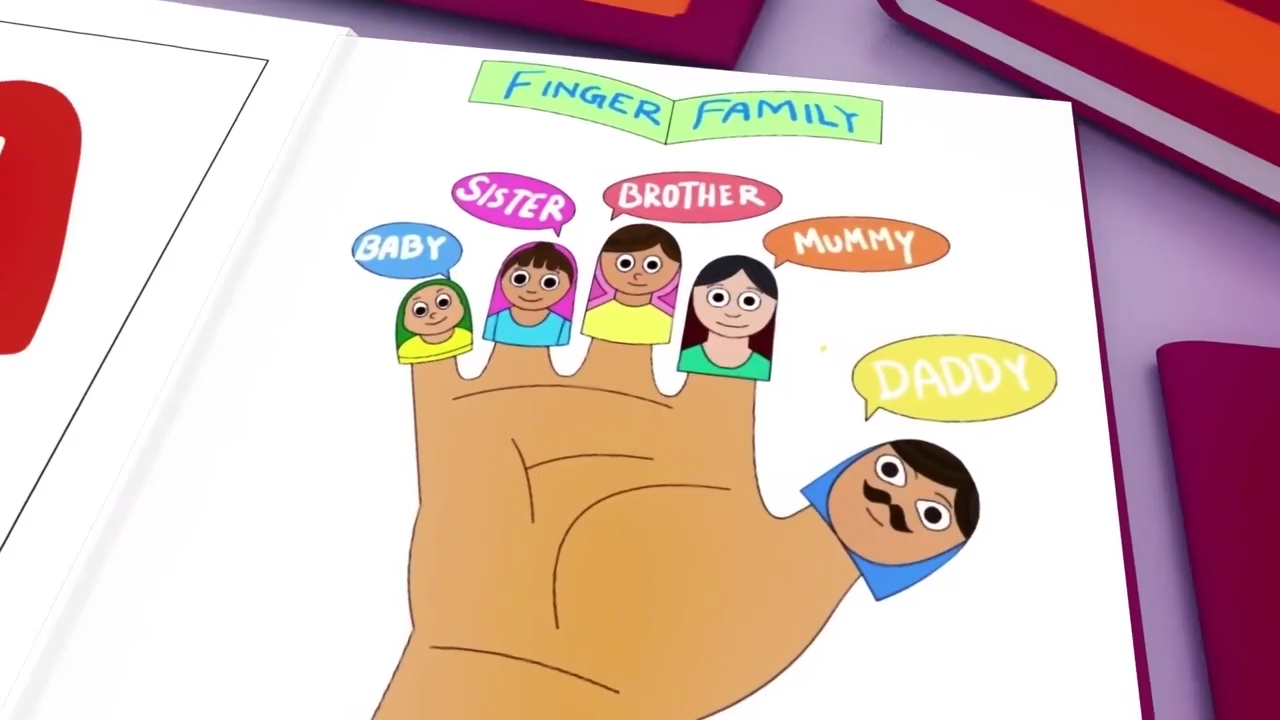 FINGER FAMILY
SISTER
BROTHER
BABY
MUMMY
DADDY